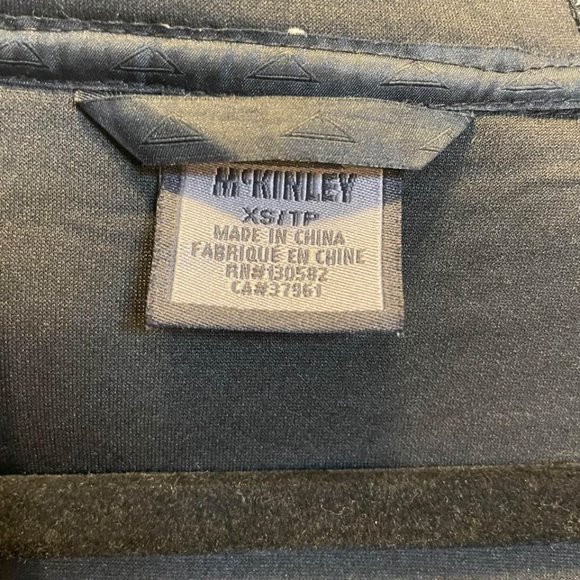 McKINLEY
XS/TP
MADE IN CHINA
FABRIQUE EN CHINE
RN#130582
CA#37961